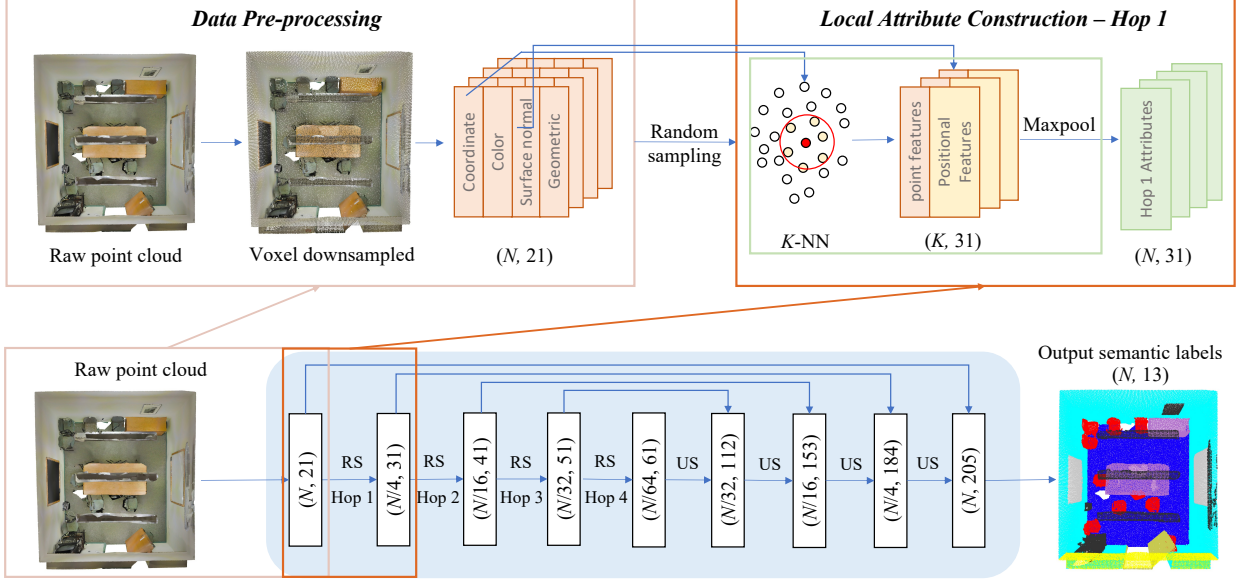 Data Pre-processing
Local Attribute Construction – Hop 1
Coordinate
Color
Surface normal
Geometric
Random
sampling
point features
Positional
Features
Maxpool
Hop 1 Attributes
Raw point cloud
Voxel downsampled
(N, 21)
K-NN
(K, 31)
(N, 31)
Raw point cloud
Output semantic labels
(N, 13)
(N, 21)
RS
Hop 1
(N/4, 31)
RS
Hop 2
(N/16, 41)
RS
Hop 3
(N/32, 51)
RS
Hop 4
(N/64, 61)
US
(N/32, 112)
US
(N/16, 153)
US
(N/4, 184)
US
(N, 205)